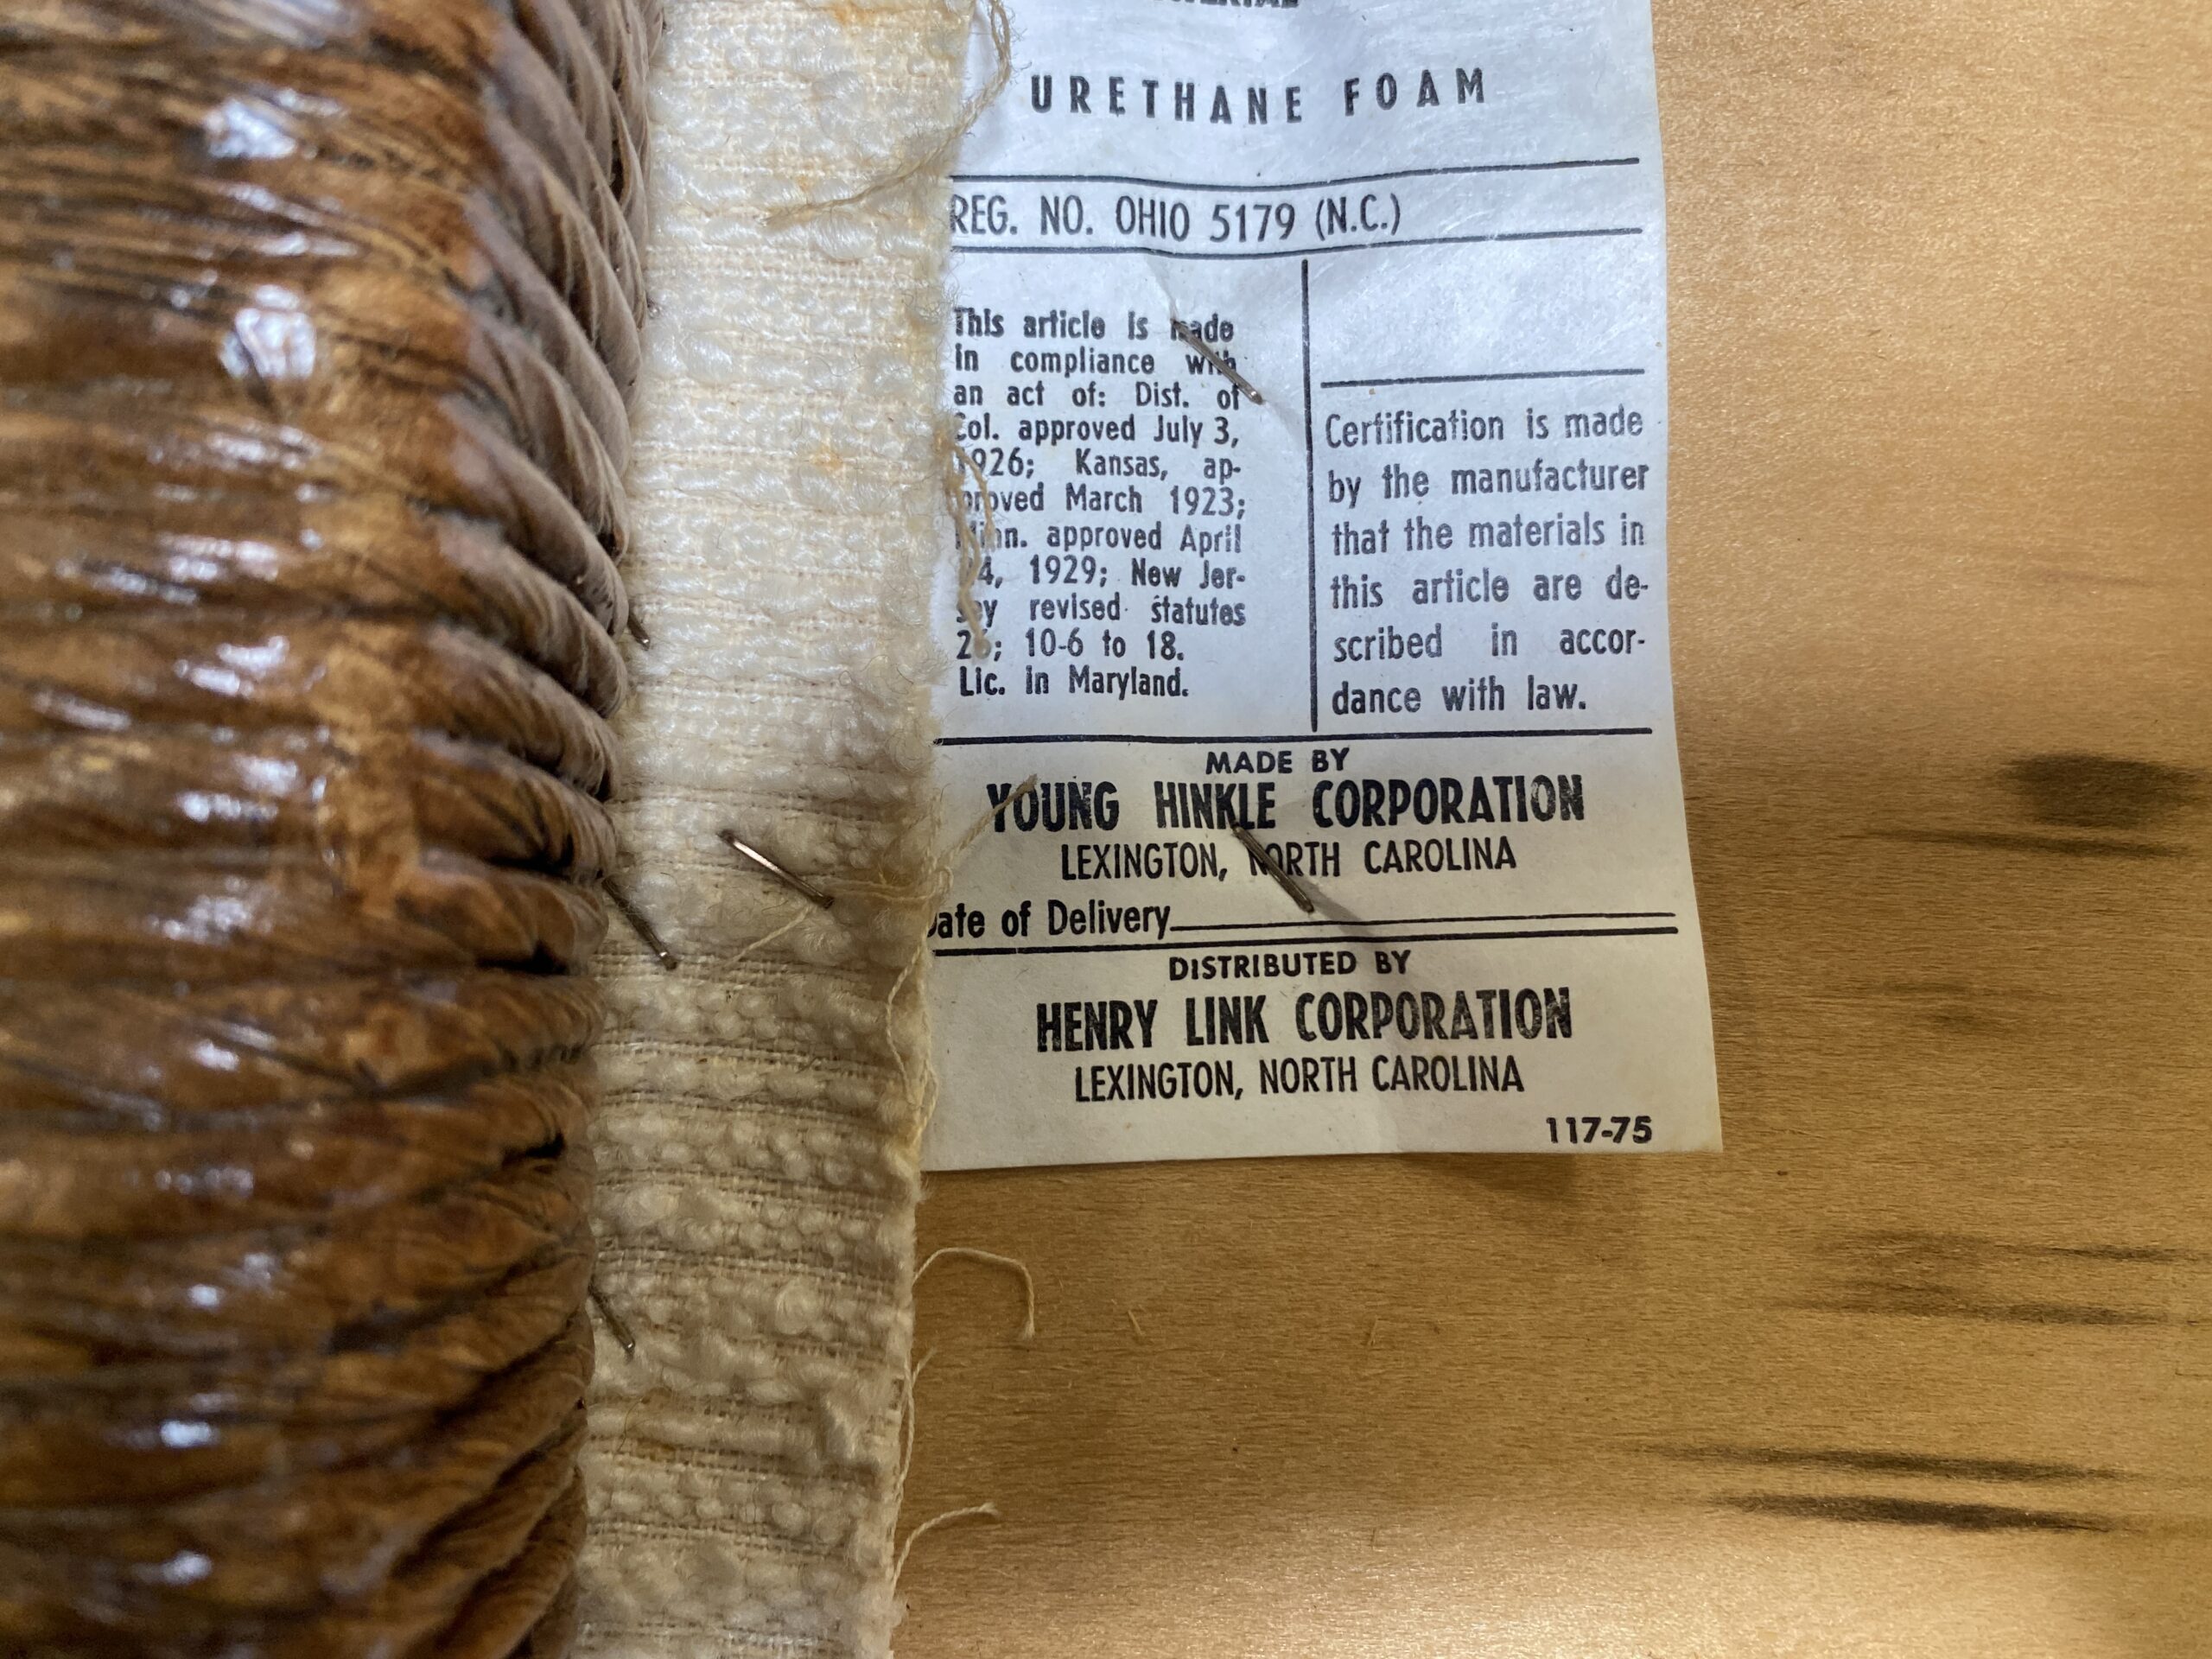 URETHANE FOAM
REG. NO. OHIO 5179 (N.C.)
This article is made
in compliance with
an act of: Dist. of
Col. approved July 3,
1926; Kansas, ap-
proved March 1923;
Minn. approved April
24, 1929; New Jer-
sey revised statutes
26; 10-6 to 18.
Lic. in Maryland.
Certification is made
by the manufacturer
that the materials in
this article are de-
scribed in accor-
dance with law.
MADE BY
YOUNG HINKLE CORPORATION
LEXINGTON, NORTH CAROLINA
Date of Delivery
DISTRIBUTED BY
HENRY LINK CORPORATION
LEXINGTON, NORTH CAROLINA
117-75